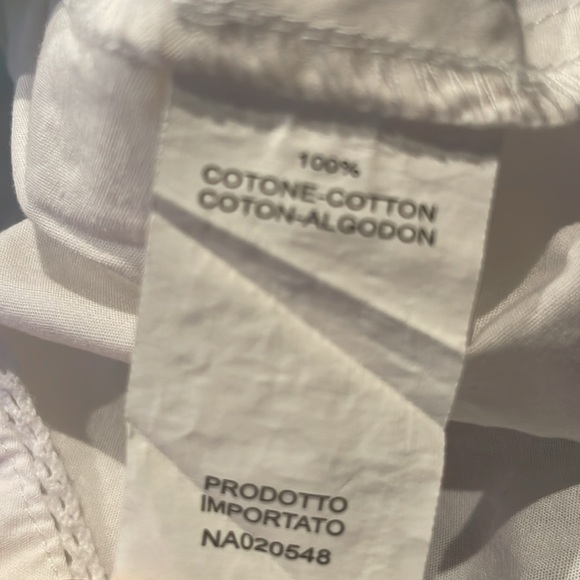 100%
COTONE-COTTON
COTON-ALGODON
PRODOTTO
IMPORTATO
NA020548